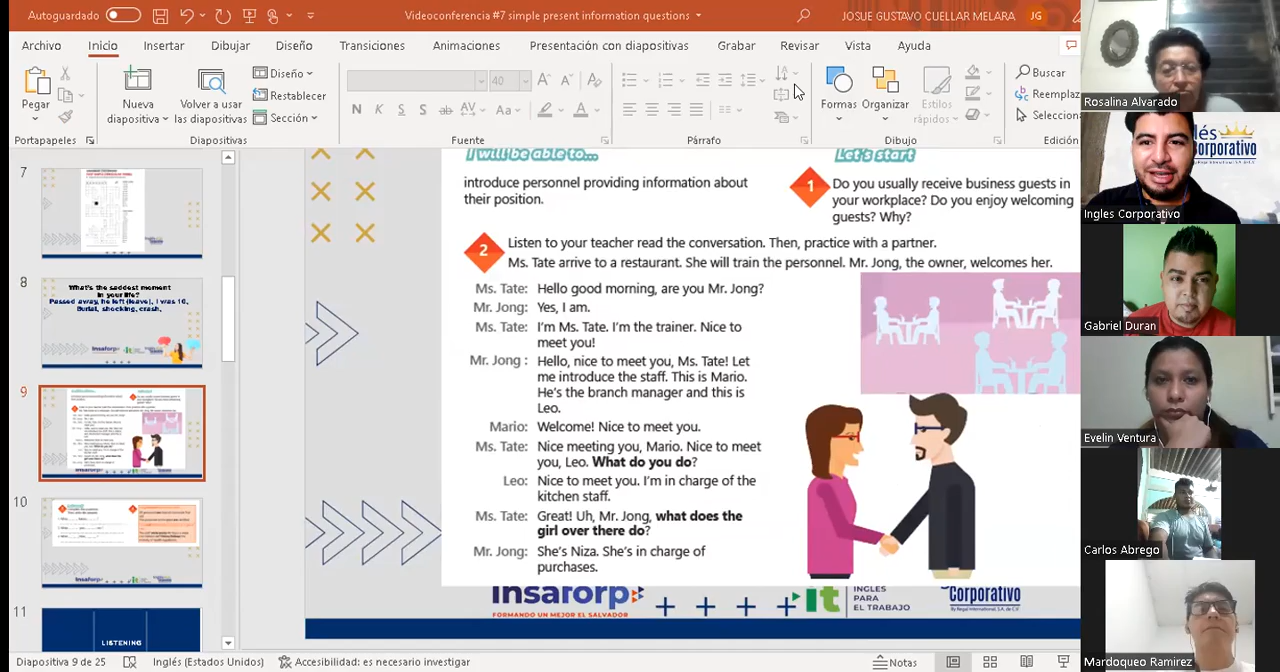 Autoguardado
Videoconferencia #7 simple present information questions
JOSUE GUSTAVO CUELLAR MELARA
JG
Archivo
Inicio
Insertar
Dibujar
Diseño
Transiciones
Animaciones
Presentación con diapositivas
Grabar
Revisar
Vista
Ayuda
Pegar
Nueva
diapositiva
Volver a usar
las diapositivas
Diseño
Restablecer
Sección
40
N
K
S
S
ab
AV
Aa
A
Formas
Organizar
Estilos
rápidos
Buscar
Reemplaz
Seleccion
Portapapeles
Diapositivas
Fuente
Párrafo
Dibujo
Edición
7
8
What's the saddest moment
in your life?
Passed away, he left (leave), I was 10,
Burial, shocking, crash,
9
10
11
LISTENING
I will be able to...
introduce personnel providing information about
their position.
Let's start
1
Do you usually receive business guests in
your workplace? Do you enjoy welcoming
guests? Why?
2
Listen to your teacher read the conversation. Then, practice with a partner.
Ms. Tate arrive to a restaurant. She will train the personnel. Mr. Jong, the owner, welcomes her.
Ms. Tate: Hello good morning, are you Mr. Jong?
Mr. Jong: Yes, I am.
Ms. Tate: I'm Ms. Tate. I'm the trainer. Nice to
meet you!
Mr. Jong : Hello, nice to meet you, Ms. Tate! Let
me introduce the staff. This is Mario.
He's the branch manager and this is
Leo.
Mario: Welcome! Nice to meet you.
Ms. Tate: Nice meeting you, Mario. Nice to meet
you, Leo. What do you do?
Leo: Nice to meet you. I'm in charge of the
kitchen staff.
Ms. Tate: Great! Uh, Mr. Jong, what does the
girl over there do?
Mr. Jong: She's Niza. She's in charge of
purchases.
insaforp
FORMANDO UN MEJOR EL SALVADOR
it
INGLÉS
PARA
EL TRABAJO
Corporativo
By Regal International, S.A. de C.V.
Diapositiva 9 de 25
Inglés (Estados Unidos)
Accesibilidad: es necesario investigar
Notas
Rosalina Alvarado
lés
Corporativo
Ingles Corporativo
Gabriel Duran
Evelin Ventura
Carlos Abrego
Mardoqueo Ramirez